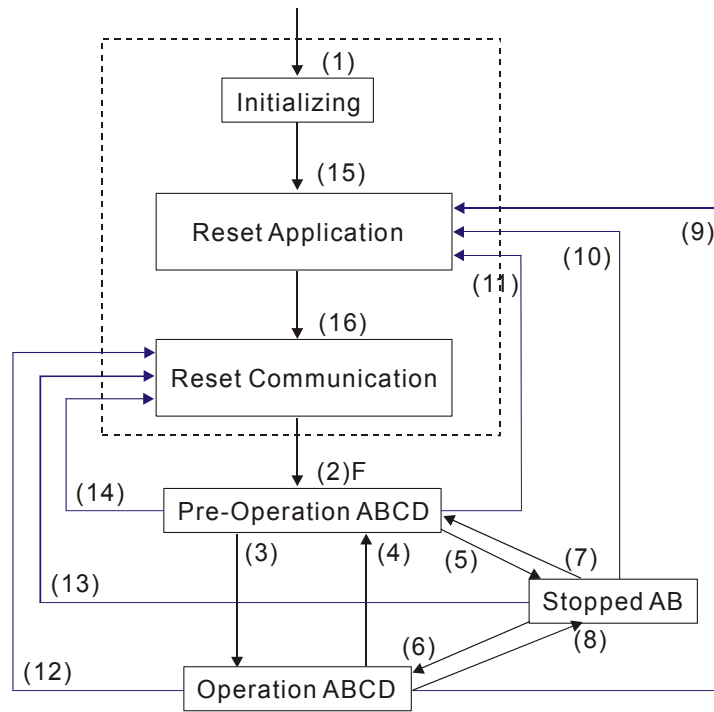 (1)
Initializing
(15)
Reset Application
(9)
(10)
(11)
(16)
Reset Communication
(2)F
(14)
Pre-Operation ABCD
(3)
(4)
(5)
(7)
(13)
Stopped AB
(6)
(8)
(12)
Operation ABCD